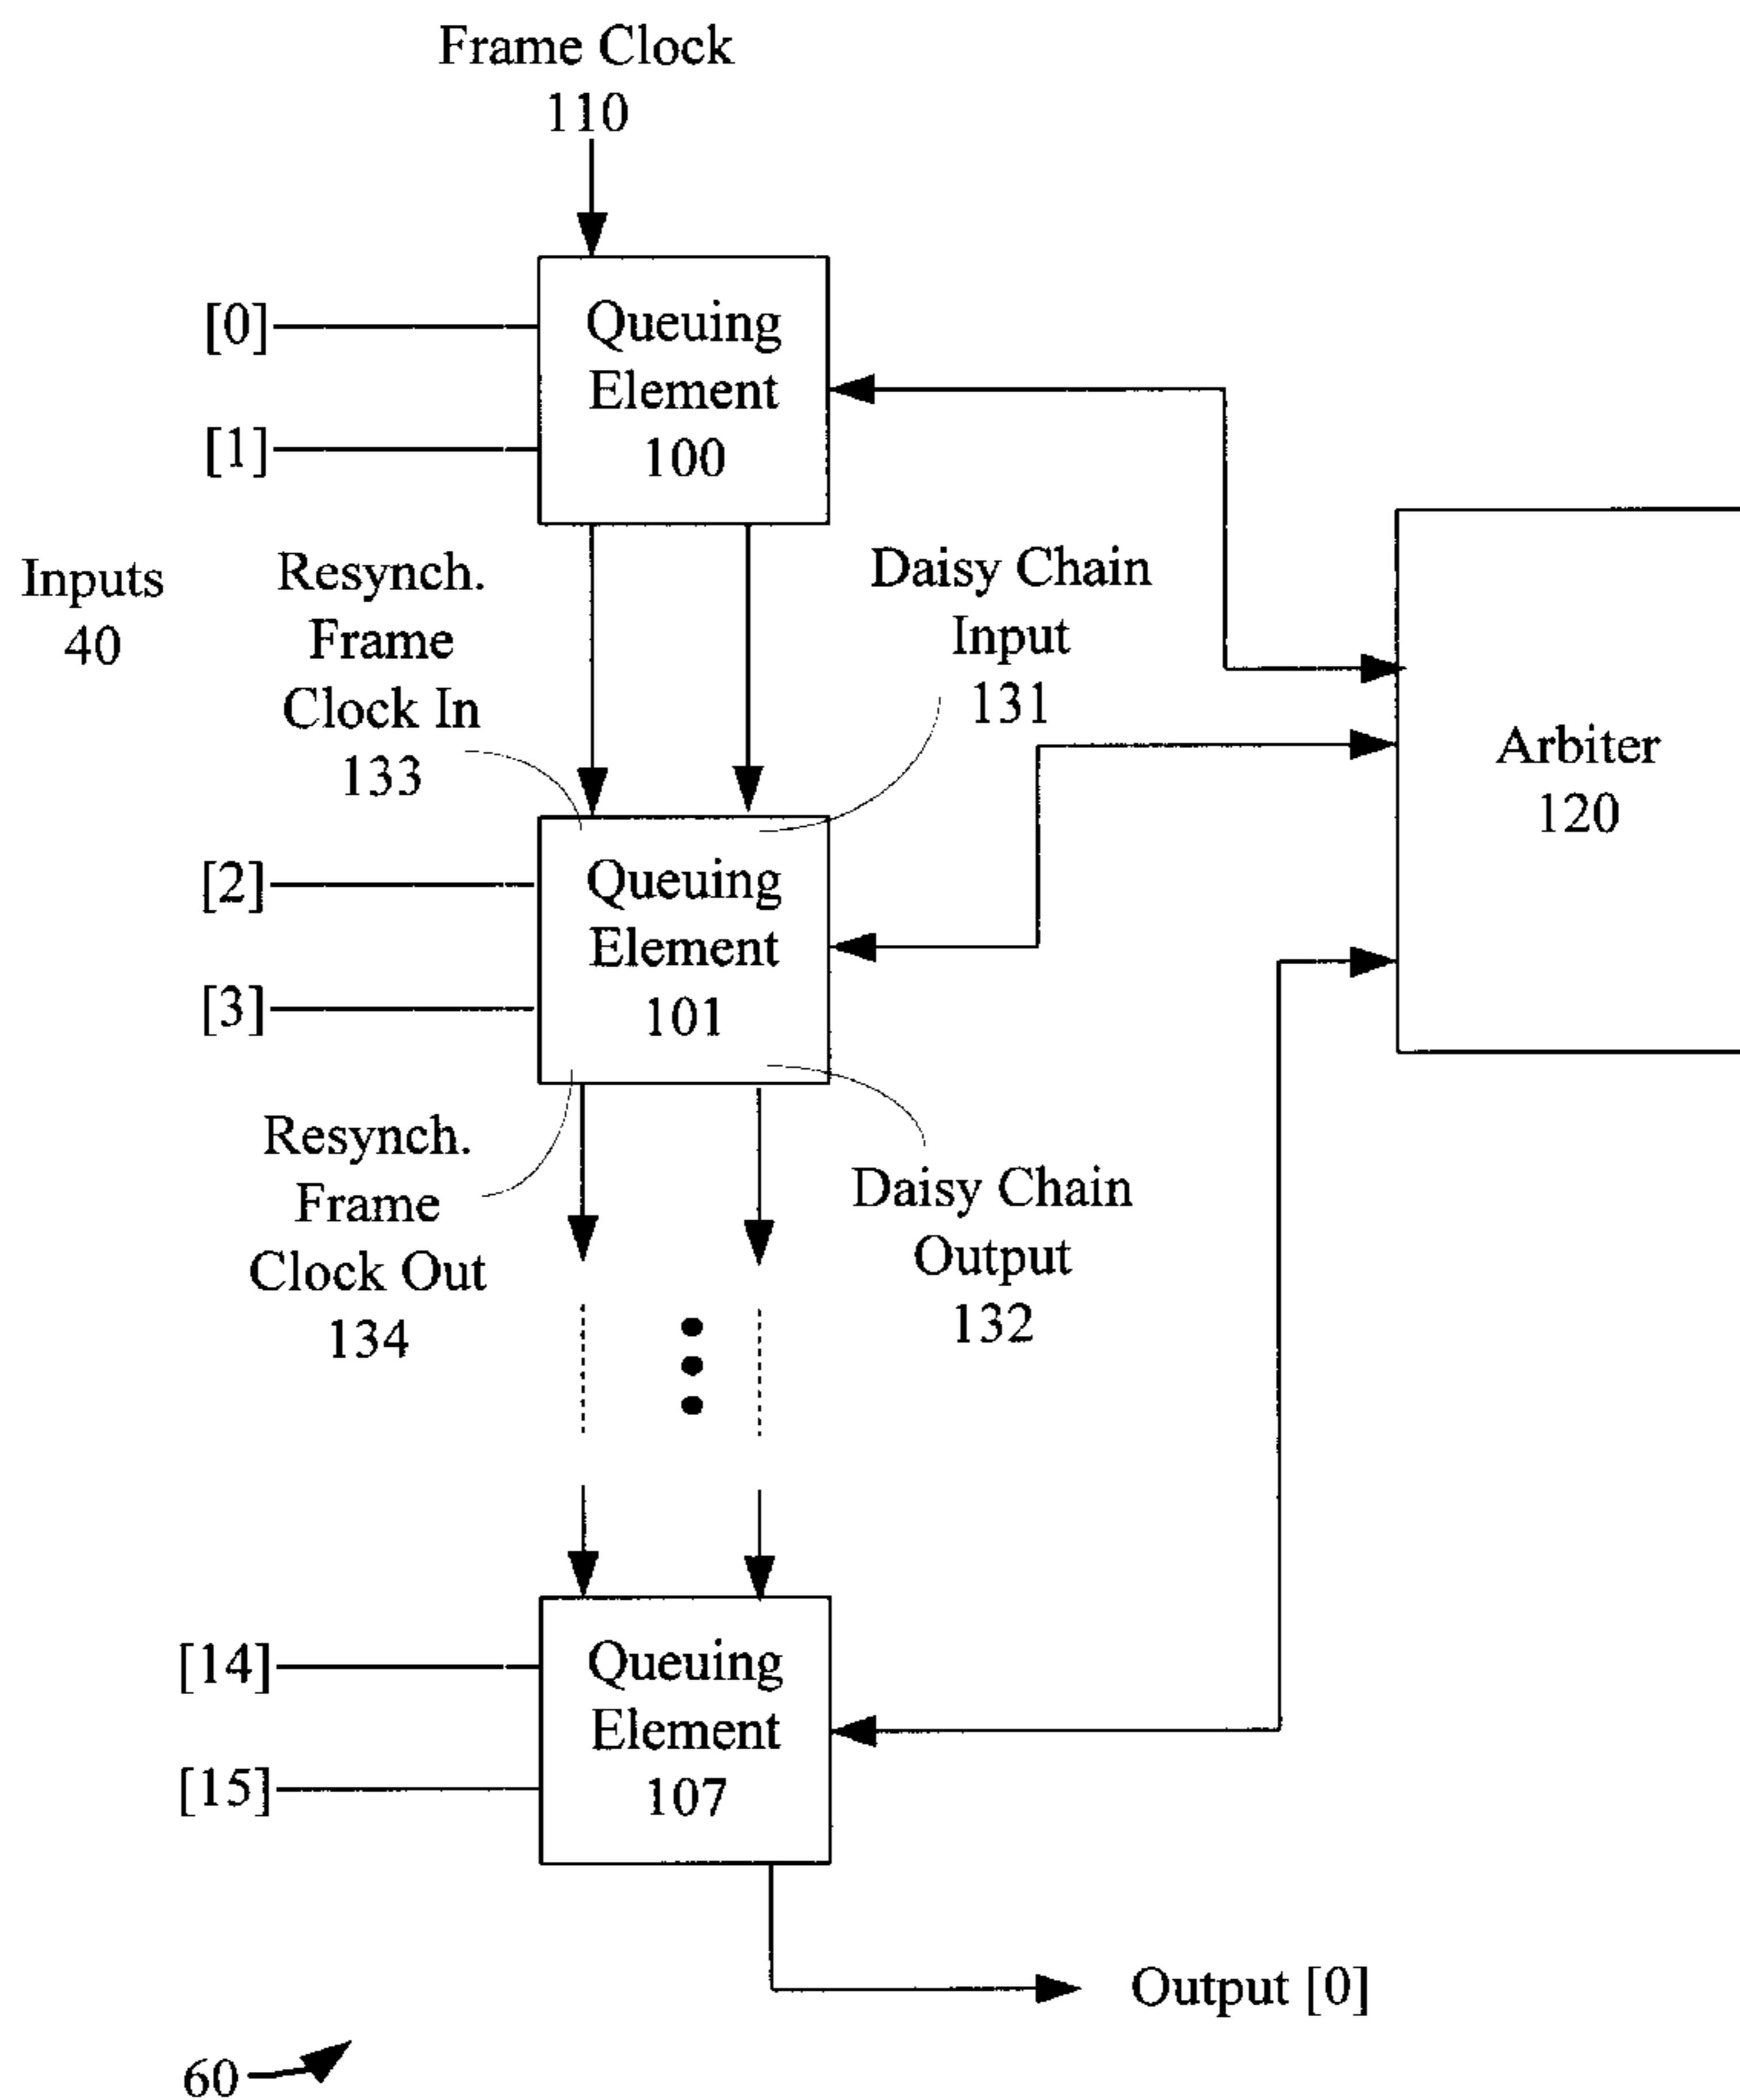 Frame Clock
110
[0]
[1]
Queuing
Element
100
Inputs
40
Resynch.
Frame
Clock In
133
Daisy Chain
Input
131
Arbiter
120
[2]
[3]
Queuing
Element
101
Resynch.
Frame
Clock Out
134
Daisy Chain
Output
132
[14]
[15]
Queuing
Element
107
Output [0]
60